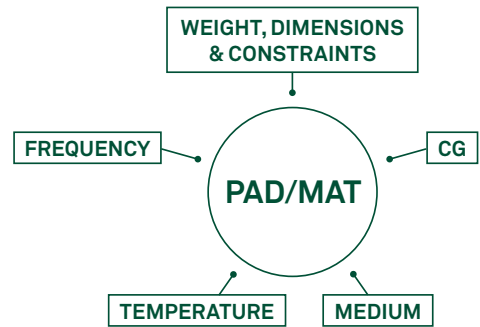 WEIGHT, DIMENSIONS
& CONSTRAINTS
FREQUENCY
CG
PAD/MAT
TEMPERATURE
MEDIUM